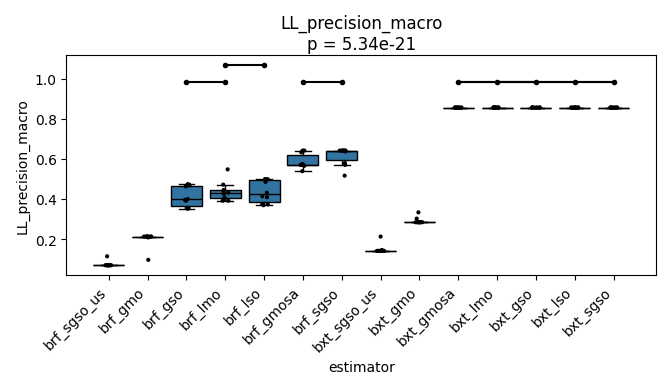 LL_precision_macro
p = 5.34e-21
LL_precision_macro
1.0
0.8
0.6
0.4
0.2
brf_sgso_us
brf_gmo
brf_gso
brf_lmo
brf_lso
brf_gmosa
brf_sgso
bxt_sgso_us
bxt_gmo
bxt_gmosa
bxt_lmo
bxt_gso
bxt_lso
bxt_sgso
estimator